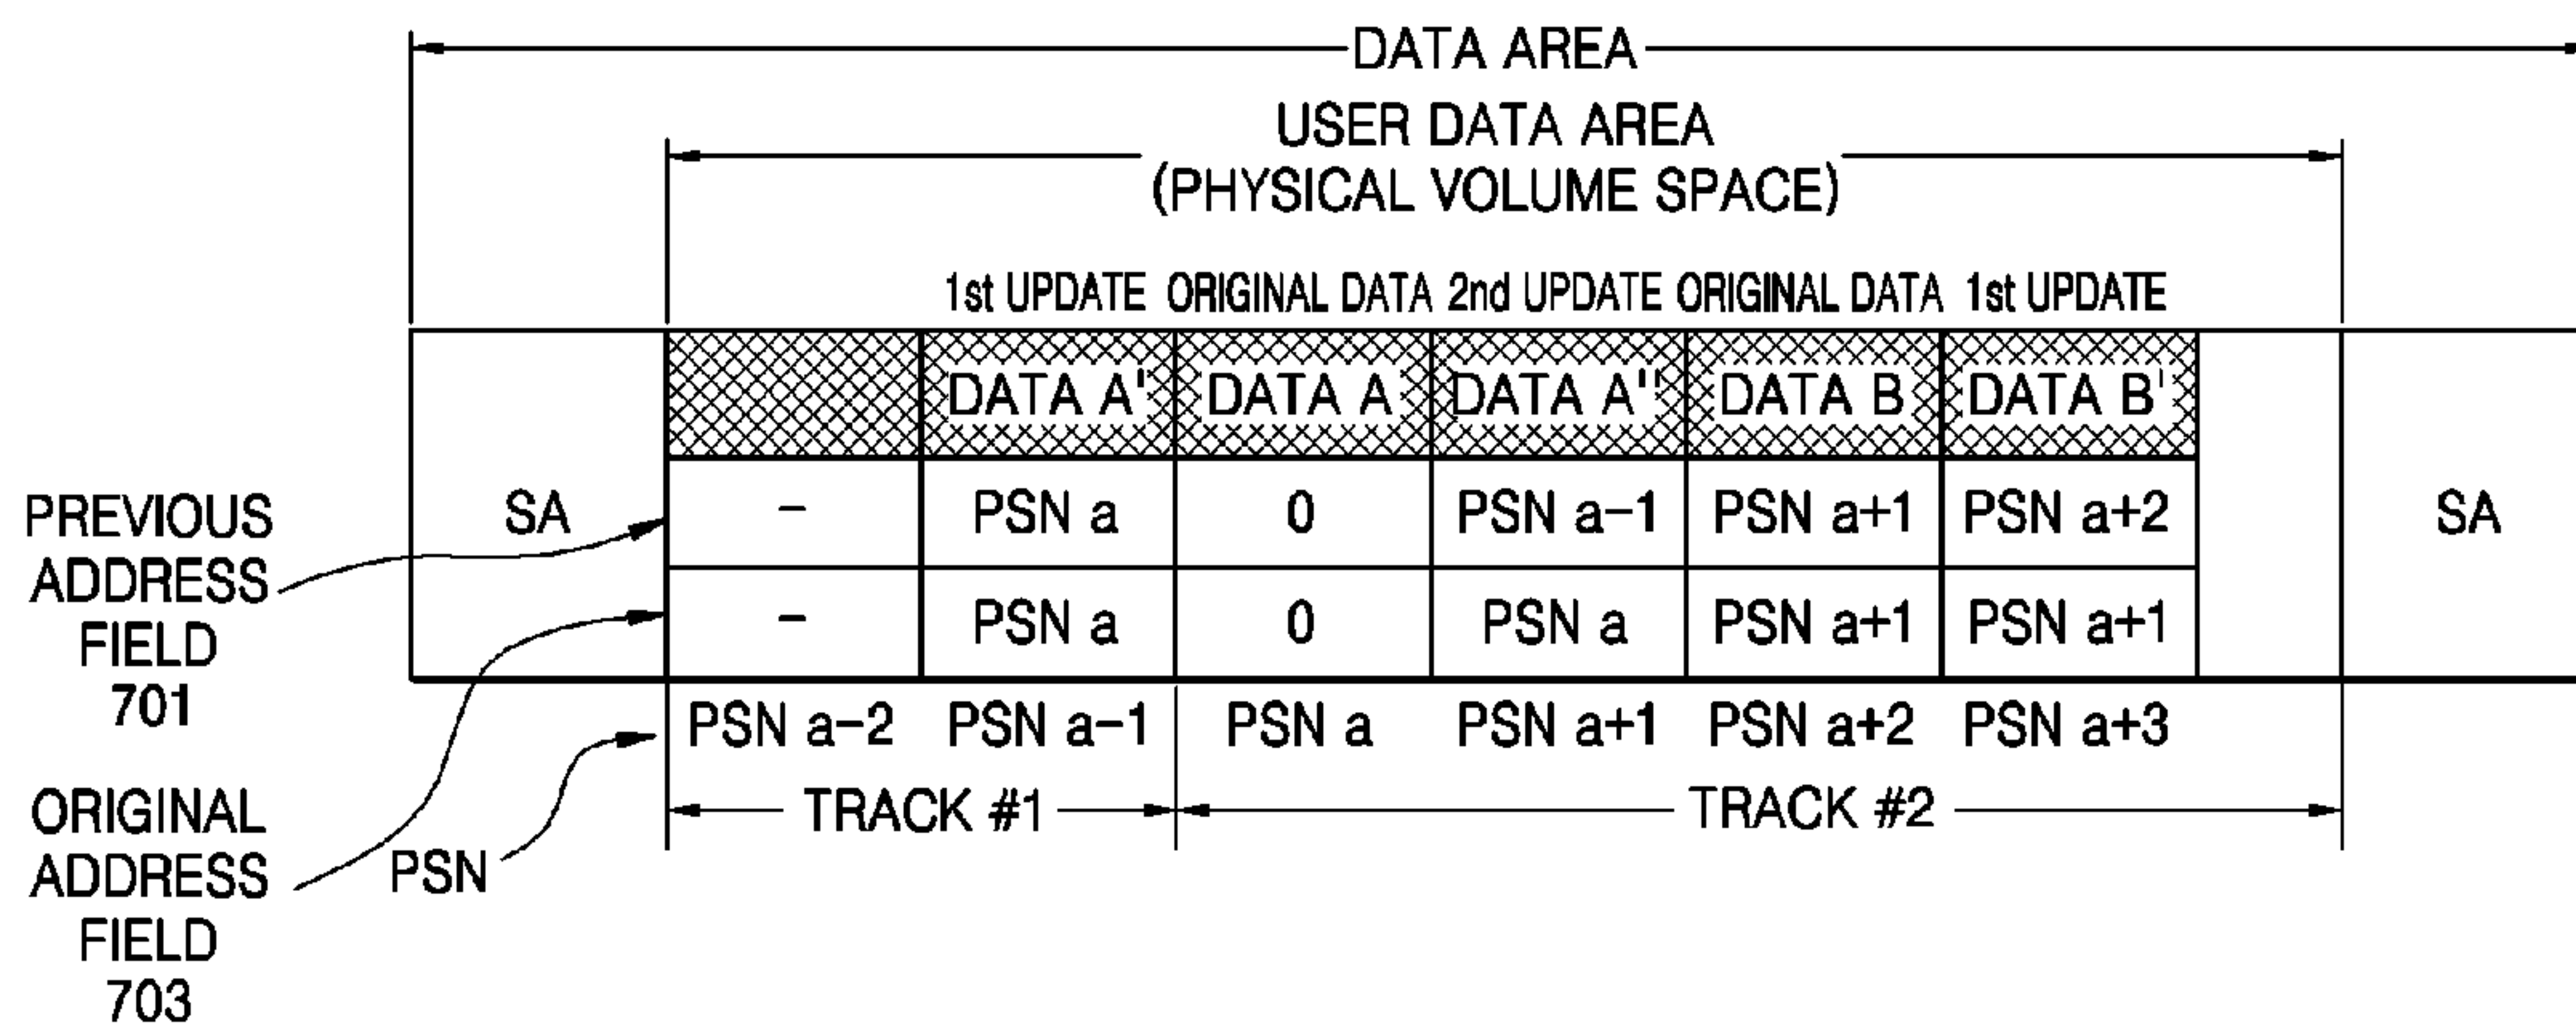 DATA AREA
USER DATA AREA
(PHYSICAL VOLUME SPACE)
1st UPDATE ORIGINAL DATA 2nd UPDATE ORIGINAL DATA 1st UPDATE
DATA A' DATA A DATA A'' DATA B DATA B'
SA - PSN a 0 PSN a-1 PSN a+1 PSN a+2 SA
- PSN a 0 PSN a PSN a+1 PSN a+1
PSN a-2 PSN a-1 PSN a PSN a+1 PSN a+2 PSN a+3
TRACK #1 TRACK #2
PREVIOUS
ADDRESS
FIELD
701
ORIGINAL
ADDRESS
FIELD
703
PSN